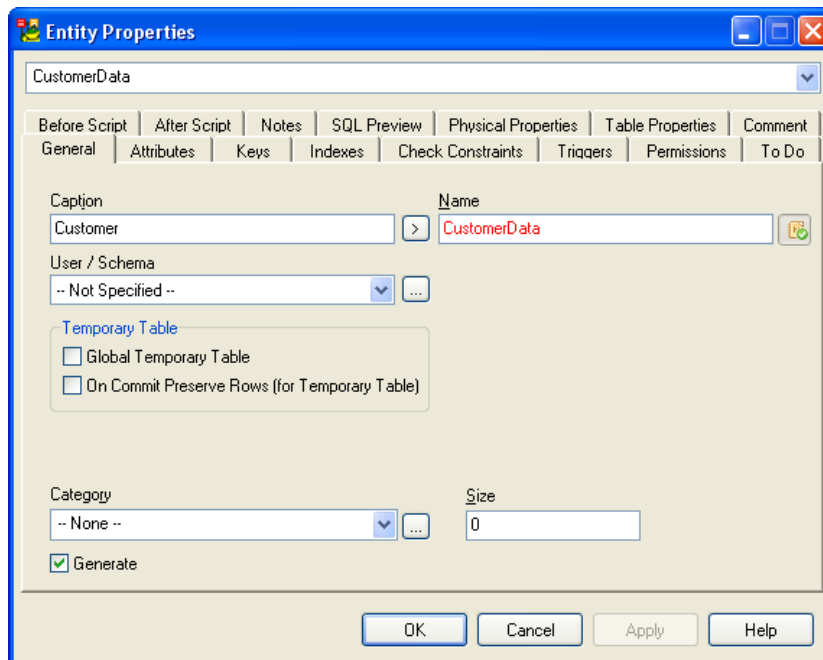 Entity Properties
CustomerData
Before Script After Script Notes SQL Preview Physical Properties Table Properties Comment
General Attributes Keys Indexes Check Constraints Triggers Permissions To Do
Caption Name
Customer > CustomerData
User / Schema
-- Not Specified -- ...
Temporary Table
Global Temporary Table
On Commit Preserve Rows (for Temporary Table)
Category Size
-- None -- ... 0
Generate
OK Cancel Apply Help